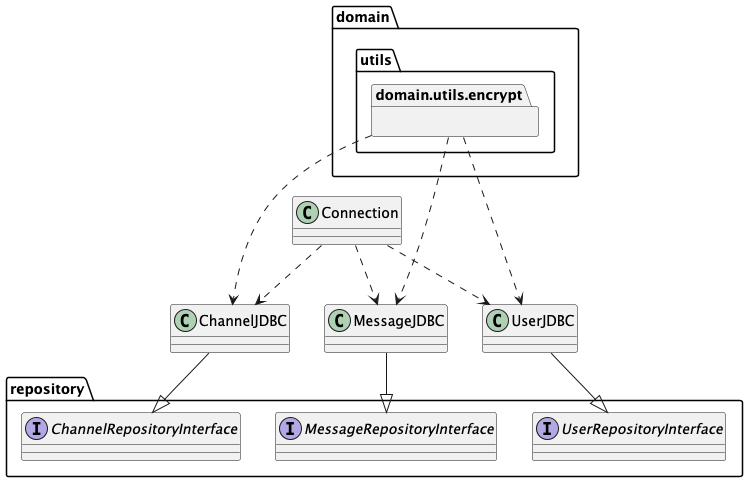 domain
utils
domain.utils.encrypt
C Connection
C ChannelJDBC
C MessageJDBC
C UserJDBC
repository
I ChannelRepositoryInterface
I MessageRepositoryInterface
I UserRepositoryInterface